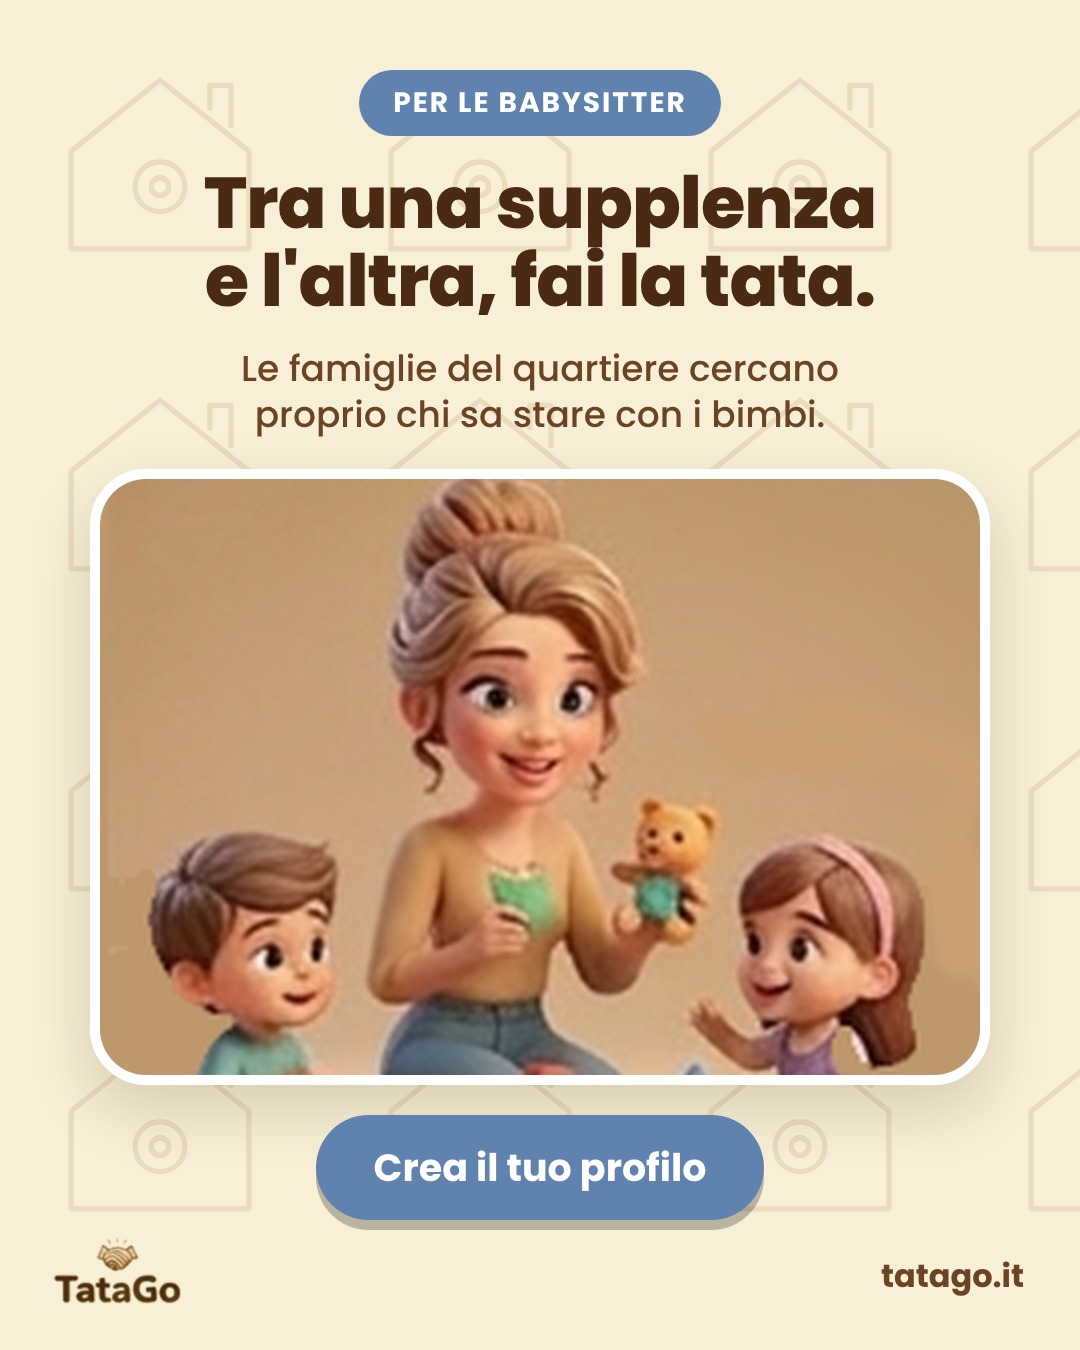 PER LE BABYSITTER
Tra una supplenza
e l'altra, fai la tata.
Le famiglie del quartiere cercano
proprio chi sa stare con i bimbi.
Crea il tuo profilo
TataGo
tatago.it